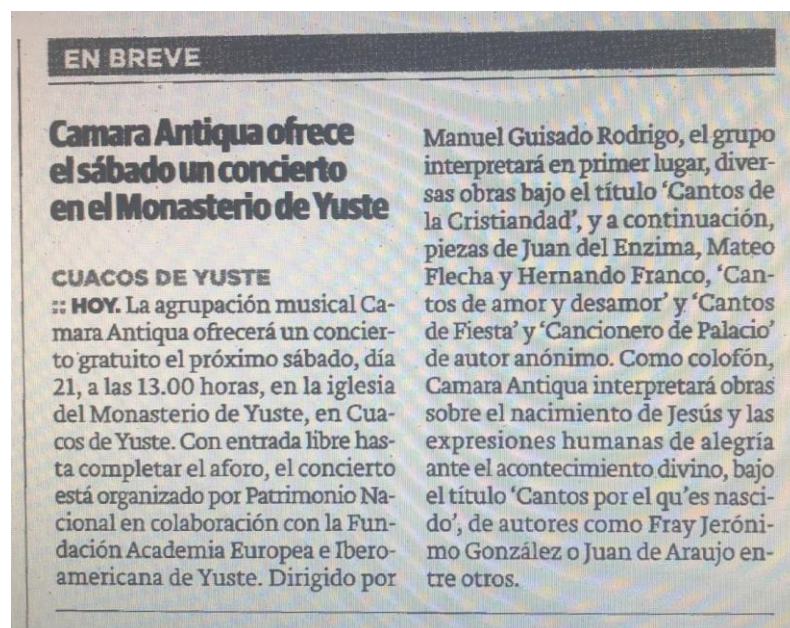 EN BREVE
Camara Antiqua ofrece
el sábado un concierto
en el Monasterio de Yuste
CUACOS DE YUSTE
:: HOY. La agrupación musical Ca-
mara Antiqua ofrecerá un concier-
to gratuito el próximo sábado, día
21, a las 13.00 horas, en la iglesia
del Monasterio de Yuste, en Cua-
cos de Yuste. Con entrada libre has-
ta completar el aforo, el concierto
está organizado por Patrimonio Na-
cional en colaboración con la Fun-
dación Academia Europea e Ibero-
americana de Yuste. Dirigido por
Manuel Guisado Rodrigo, el grupo
interpretará en primer lugar, diver-
sas obras bajo el título ‘Cantos de
la Cristiandad’, y a continuación,
piezas de Juan del Enzima, Mateo
Flecha y Hernando Franco, ‘Can-
tos de amor y desamor’ y ‘Cantos
de Fiesta’ y ‘Cancionero de Palacio’
de autor anónimo. Como colofón,
Camara Antiqua interpretará obras
sobre el nacimiento de Jesús y las
expresiones humanas de alegría
ante el acontecimiento divino, bajo
el título ‘Cantos por el qu’es nasci-
do’, de autores como Fray Jeróni-
mo González o Juan de Araujo en-
tre otros.